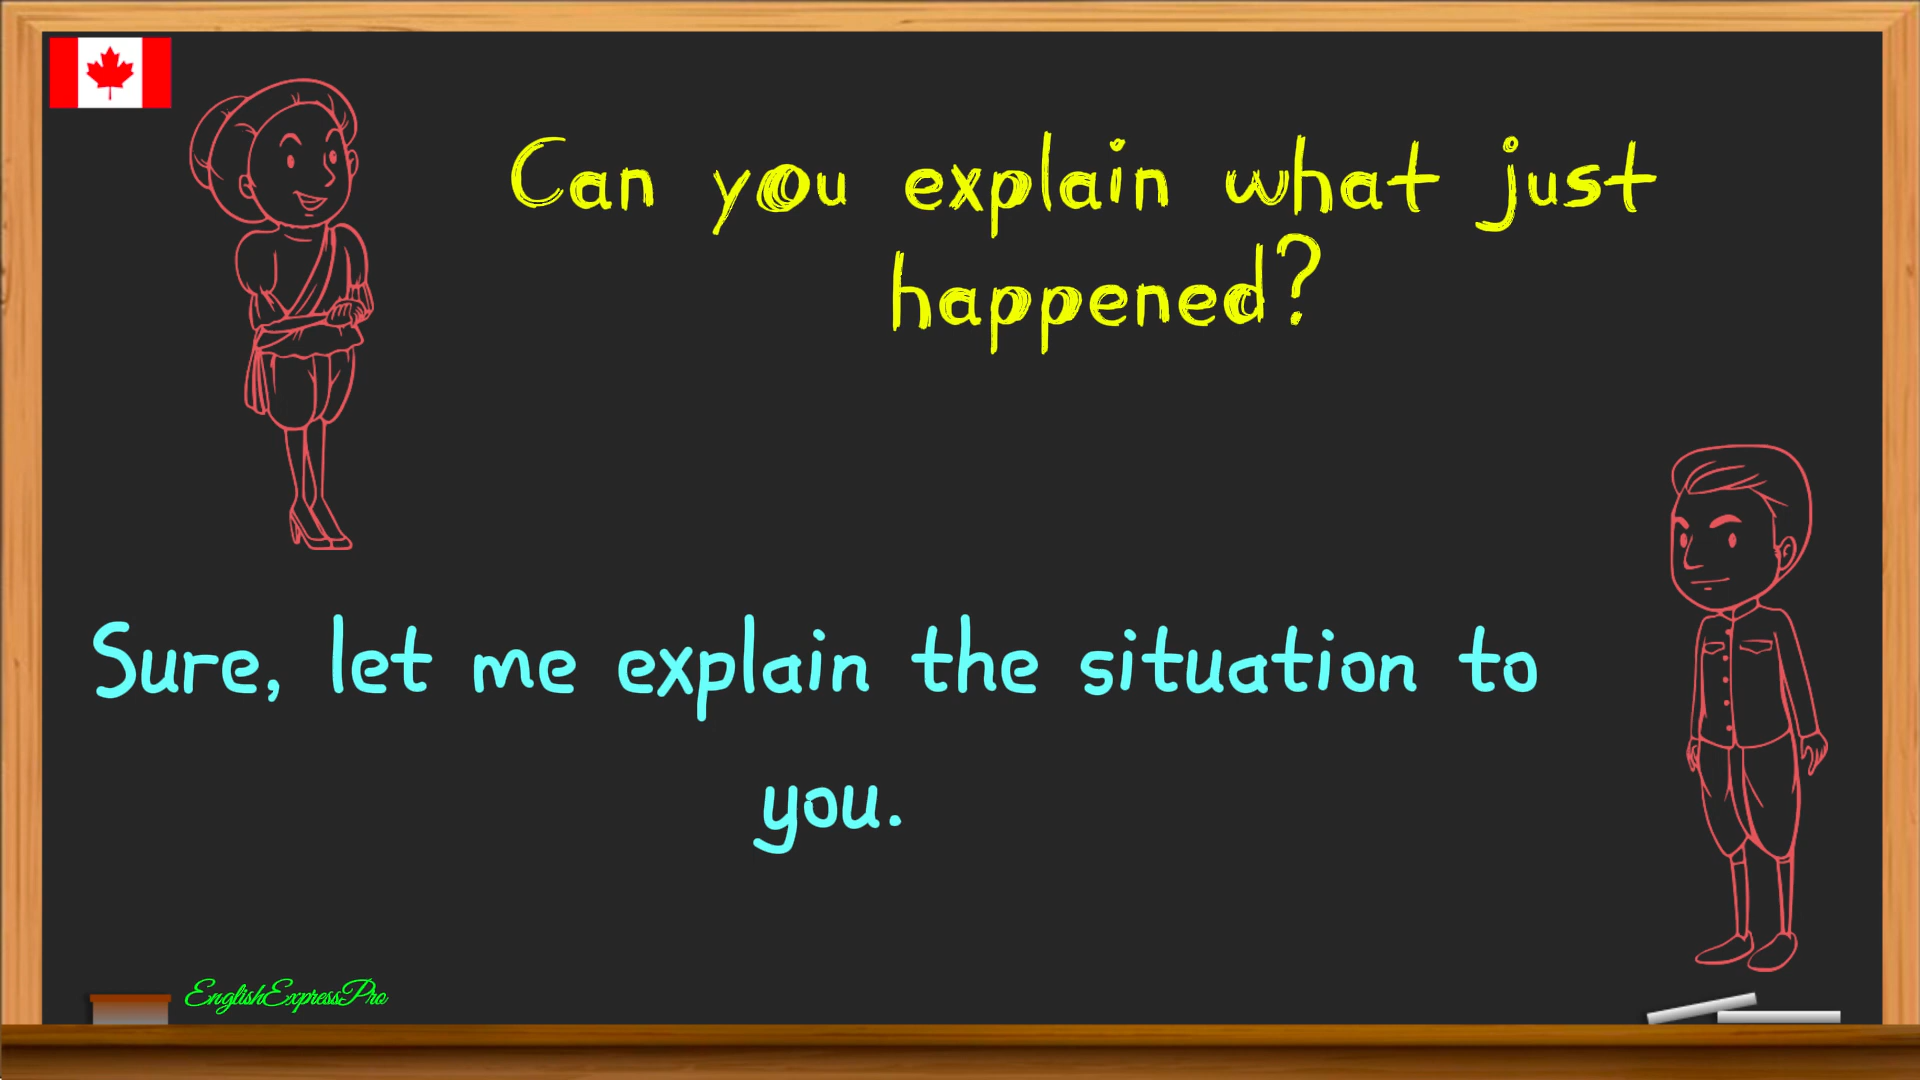 Can you explain what just
happened?
Sure, let me explain the situation to
you.
EnglishExpressPro